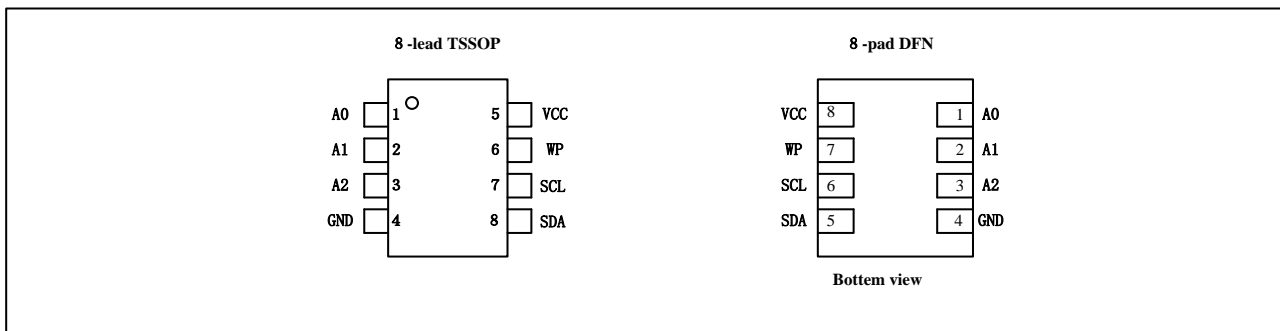 8 -lead TSSOP
A0 1 5 VCC
A1 2 6 WP
A2 3 7 SCL
GND 4 8 SDA
8 -pad DFN
VCC 8 1 A0
WP 7 2 A1
SCL 6 3 A2
SDA 5 4 GND
Bottem view